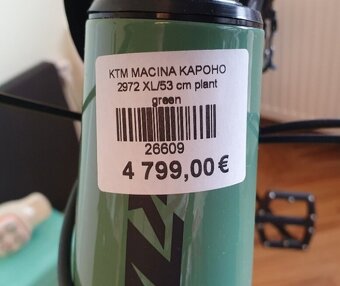 KTM MACINA KAPOHO
2972 XL/53 cm plant
green
26609
4 799,00€